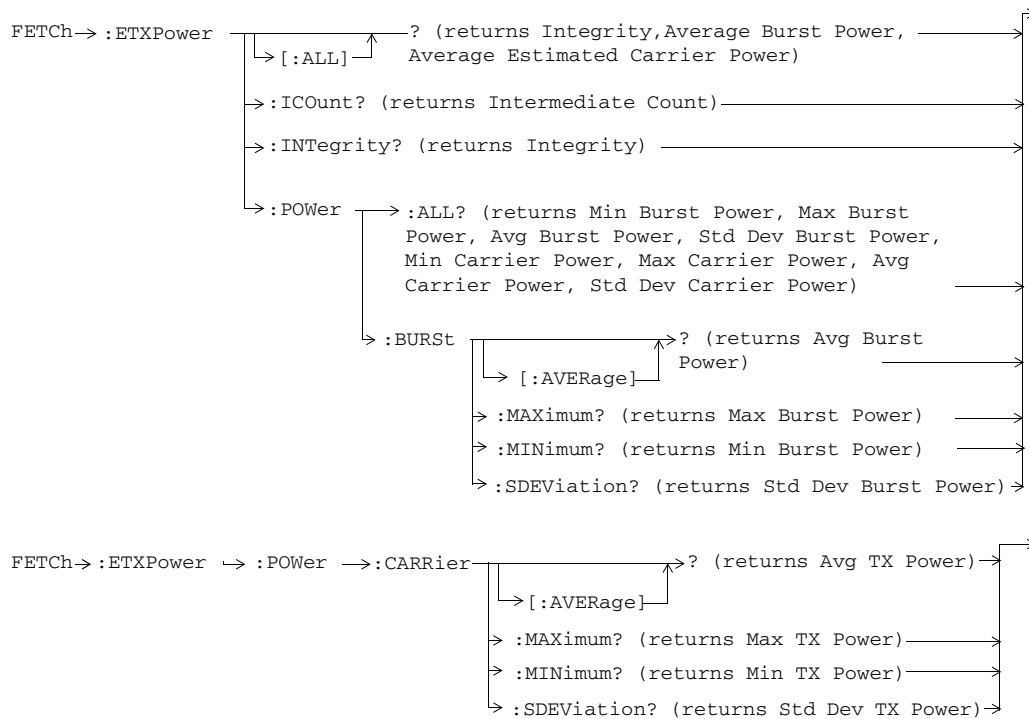 FETCh :ETXPower ? (returns Integrity,Average Burst Power,
[:ALL] Average Estimated Carrier Power)
:ICOunt? (returns Intermediate Count)
:INTegrity? (returns Integrity)
:POWer :ALL? (returns Min Burst Power, Max Burst
Power, Avg Burst Power, Std Dev Burst Power,
Min Carrier Power, Max Carrier Power, Avg
Carrier Power, Std Dev Carrier Power)
:BURSt ? (returns Avg Burst
Power)
[:AVERage]
:MAXimum? (returns Max Burst Power)
:MINimum? (returns Min Burst Power)
:SDEViation? (returns Std Dev Burst Power)
FETCh :ETXPower :POWer :CARRier ? (returns Avg TX Power)
[:AVERage]
:MAXimum? (returns Max TX Power)
:MINimum? (returns Min TX Power)
:SDEViation? (returns Std Dev TX Power)